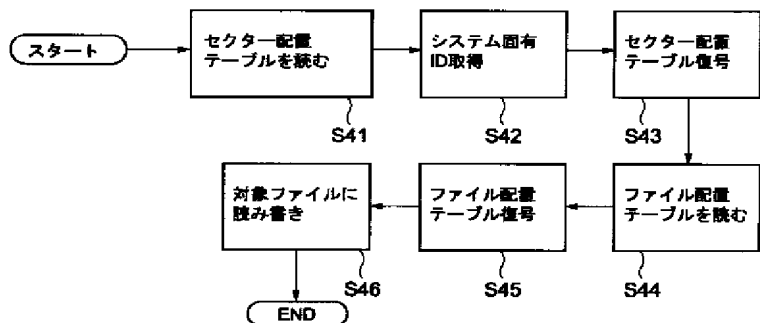 スタート
セクター配置
テーブルを読む
S41
システム固有
ID取得
S42
セクター配置
テーブル復号
S43
ファイル配置
テーブルを読む
S44
ファイル配置
テーブル復号
S45
対象ファイルに
読み書き
S46
END